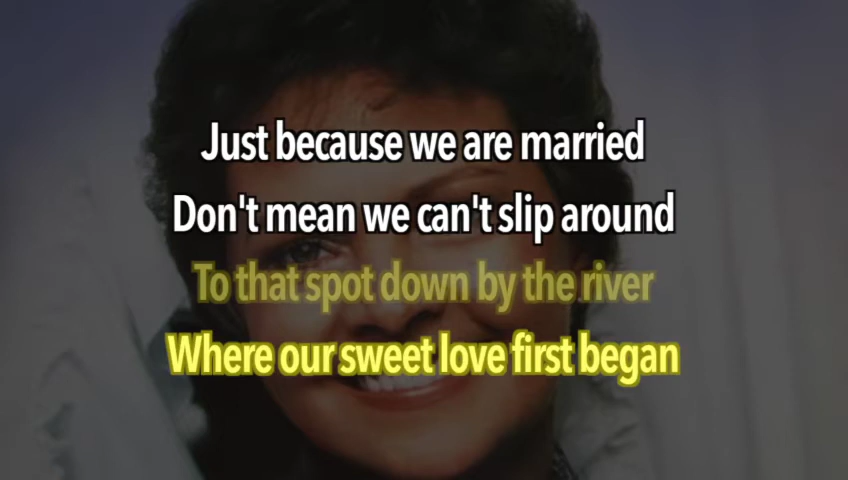 Just because we are married
Don't mean we can't slip around
To that spot down by the river
Where our sweet love first began